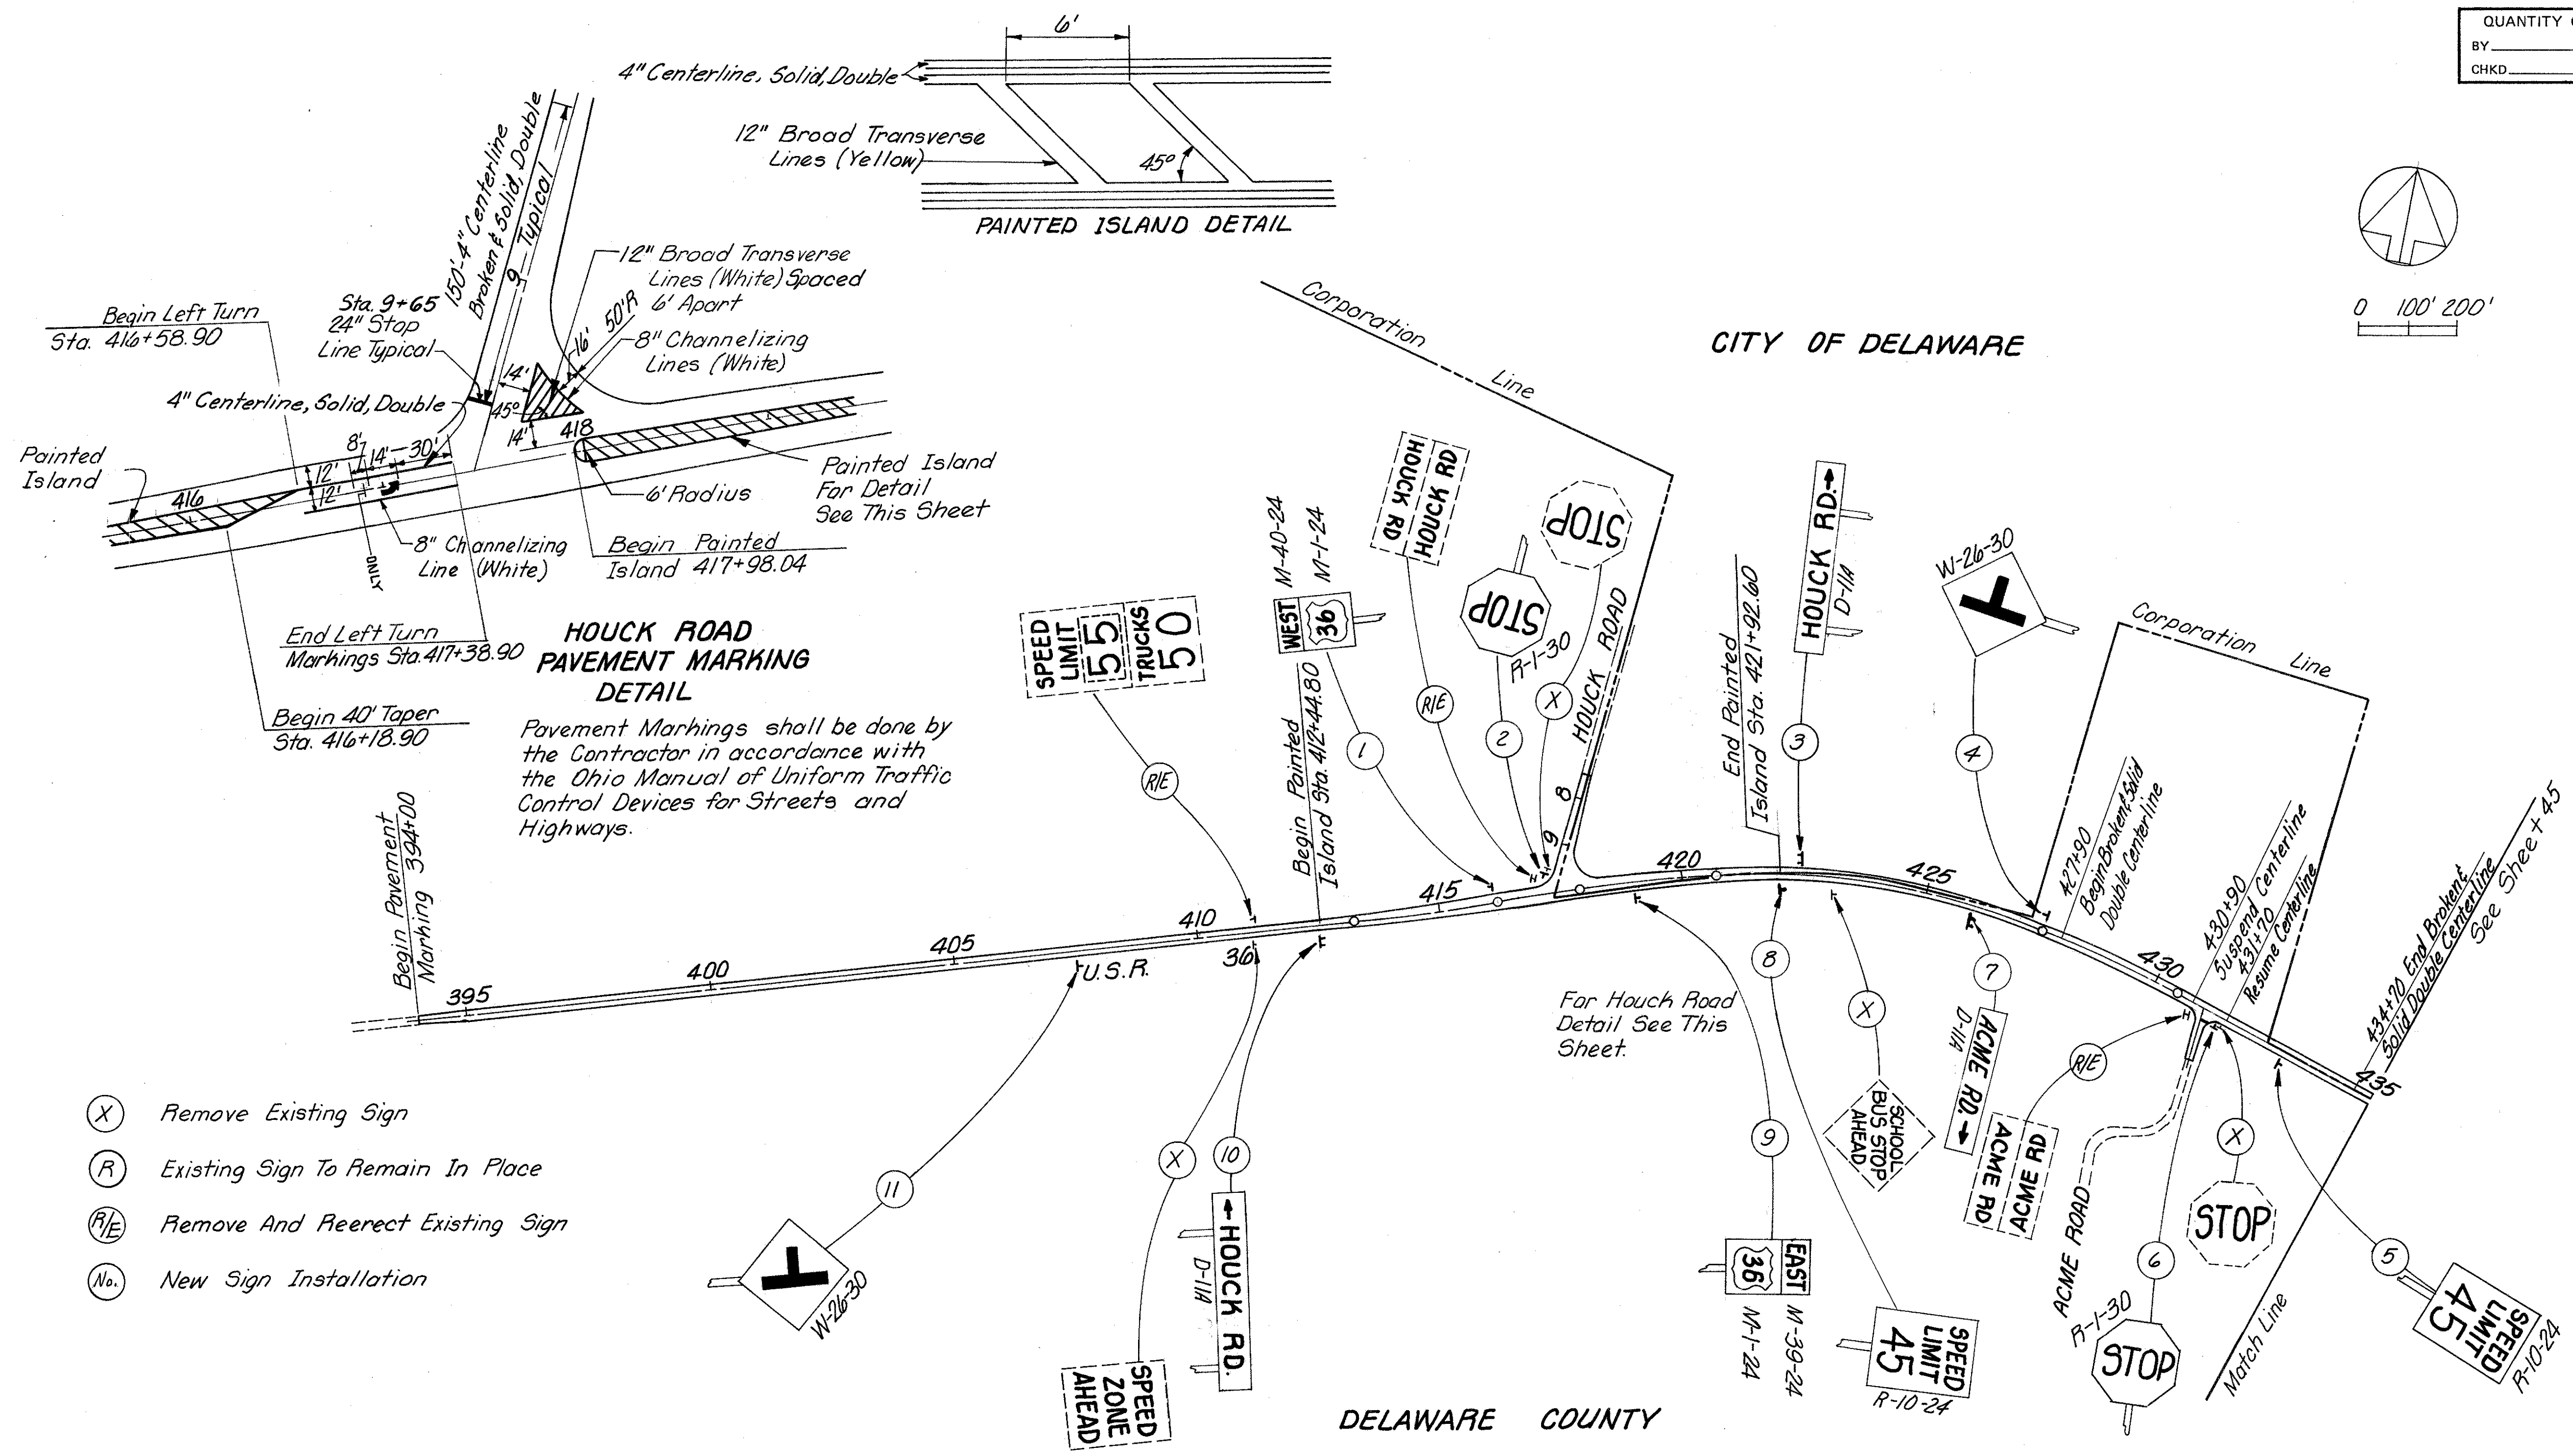 QUANTITY
BY
CHKD
6'
4" Centerline, Solid, Double
12" Broad Transverse
Lines (Yellow)
45°
PAINTED ISLAND DETAIL
150'-4" Centerline
Broken & Solid, Double
Typical
9
12" Broad Transverse
Lines (White) Spaced
6' Apart
50'R
16'
8" Channelizing
Lines (White)
Begin Left Turn
Sta. 416+58.90
Sta. 9+65
24" Stop
Line Typical
4" Centerline, Solid, Double
14'
45°
14'
418
8'
14'
30'
12'
12'
Painted
Island
416
ONLY
6' Radius
Painted Island
For Detail
See This Sheet
8" Channelizing
Line (White)
Begin Painted
Island 417+98.04
End Left Turn
Markings Sta. 417+38.90
Begin 40' Taper
Sta. 416+18.90
HOUCK ROAD
PAVEMENT MARKING
DETAIL
Pavement Markings shall be done by
the Contractor in accordance with
the Ohio Manual of Uniform Traffic
Control Devices for Streets and
Highways.
0 100' 200'
CITY OF DELAWARE
Corporation Line
Corporation Line
SPEED
LIMIT
55
TRUCKS
50
R/E
WEST
36
M-40-24
M-1-24
1
HOUCK RD
HOUCK RD
R/E
STOP
R-1-30
2
STOP
X
HOUCK ROAD
8
9
Begin Painted
Island Sta. 412+44.80
End Painted
Island Sta. 421+92.60
HOUCK RD.→
D-11A
3
W-26-30
4
427+90
Begin Broken & Solid
Double Centerline
430+90
Suspend Centerline
431+70
Resume Centerline
434+70 End Broken &
Solid Double Centerline
See Sheet 45
Begin Pavement
Marking 394+00
395
400
405
410
415
420
425
430
435
U.S.R.
36
For Houck Road
Detail See This
Sheet.
X Remove Existing Sign
R Existing Sign To Remain In Place
R/E Remove And Reerect Existing Sign
No. New Sign Installation
11
W-26-30
X
SPEED
ZONE
AHEAD
10
←HOUCK RD.
D-11A
9
EAST
36
M-39-24
M-1-24
8
SPEED
LIMIT
45
R-10-24
X
SCHOOL
BUS STOP
AHEAD
7
ACME RD.→
D-11A
R/E
ACME RD
ACME RD
ACME ROAD
6
R-1-30
STOP
X
STOP
5
SPEED
LIMIT
45
R-10-24
Match Line
DELAWARE COUNTY